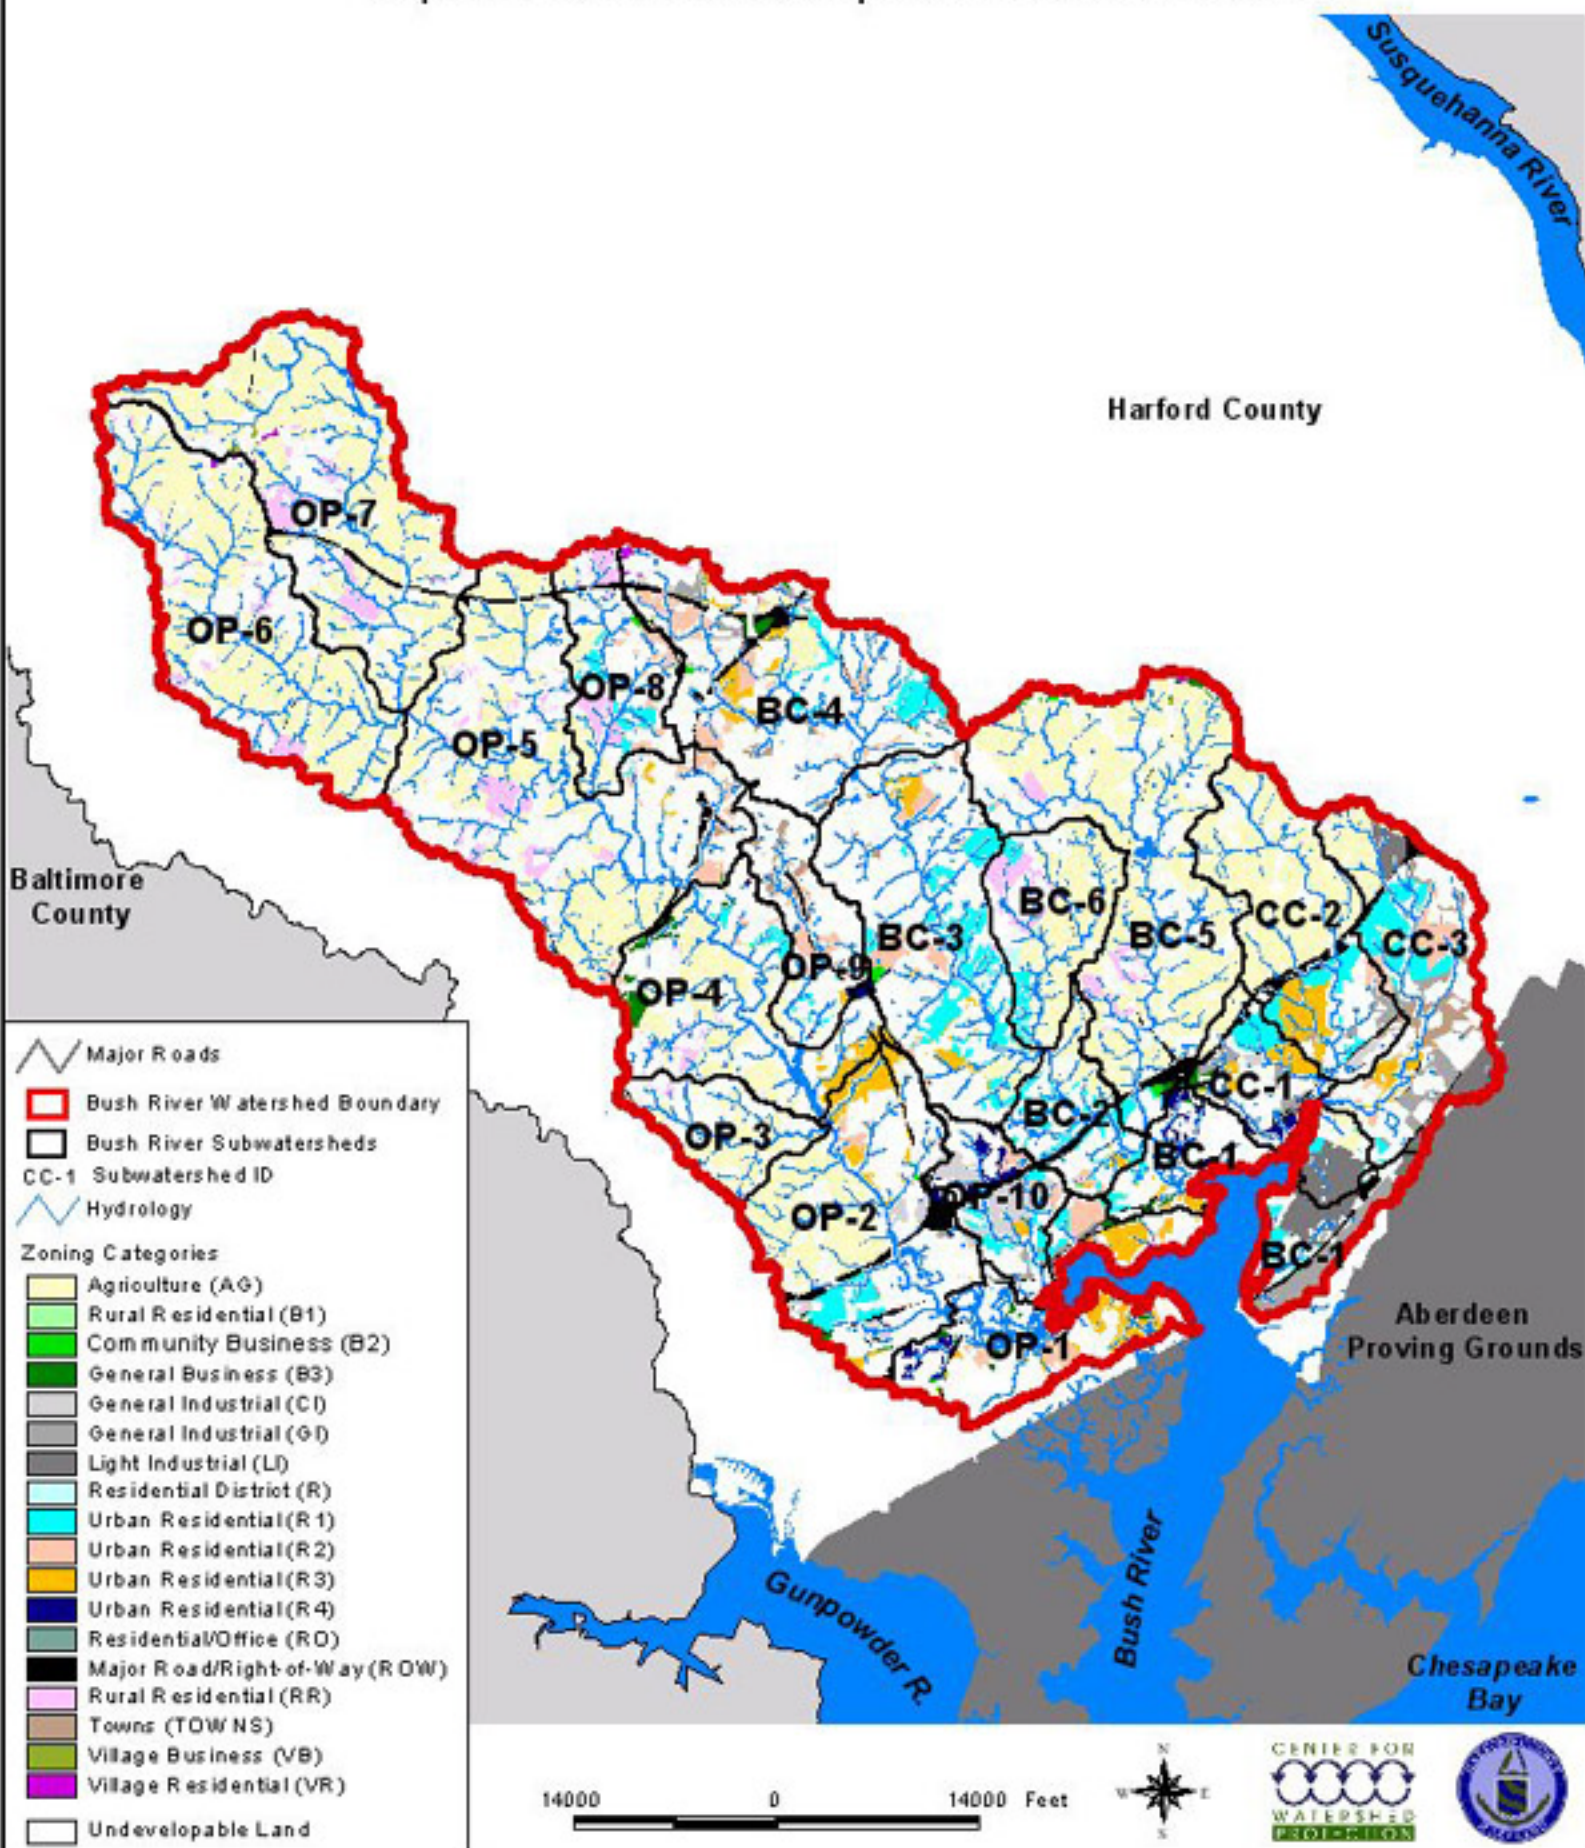 Susquehanna River
Harford County
OP-7
OP-6
OP-8
BC-4
OP-5
Baltimore
County
BC-6
CC-2
BC-3
BC-5
CC-3
OP-9
OP-4
CC-1
BC-2
OP-3
BC-1
OP-10
OP-2
BC-1
OP-1
Aberdeen
Proving Grounds
Major Roads
Bush River Watershed Boundary
Bush River Subwatersheds
CC-1 Subwatershed ID
Hydrology
Zoning Categories
Agriculture (AG)
Rural Residential (B1)
Community Business (B2)
General Business (B3)
General Industrial (CI)
General Industrial (GI)
Light Industrial (LI)
Residential District (R)
Urban Residential (R1)
Urban Residential (R2)
Urban Residential (R3)
Urban Residential (R4)
Residential/Office (RO)
Major Road/Right-of-Way (ROW)
Rural Residential (RR)
Towns (TOWNS)
Village Business (VB)
Village Residential (VR)
Undevelopable Land
Gunpowder R.
Bush River
Chesapeake
Bay
14000 0 14000 Feet
N
W E
S
CENTER FOR
WATERSHED
PROTECTION